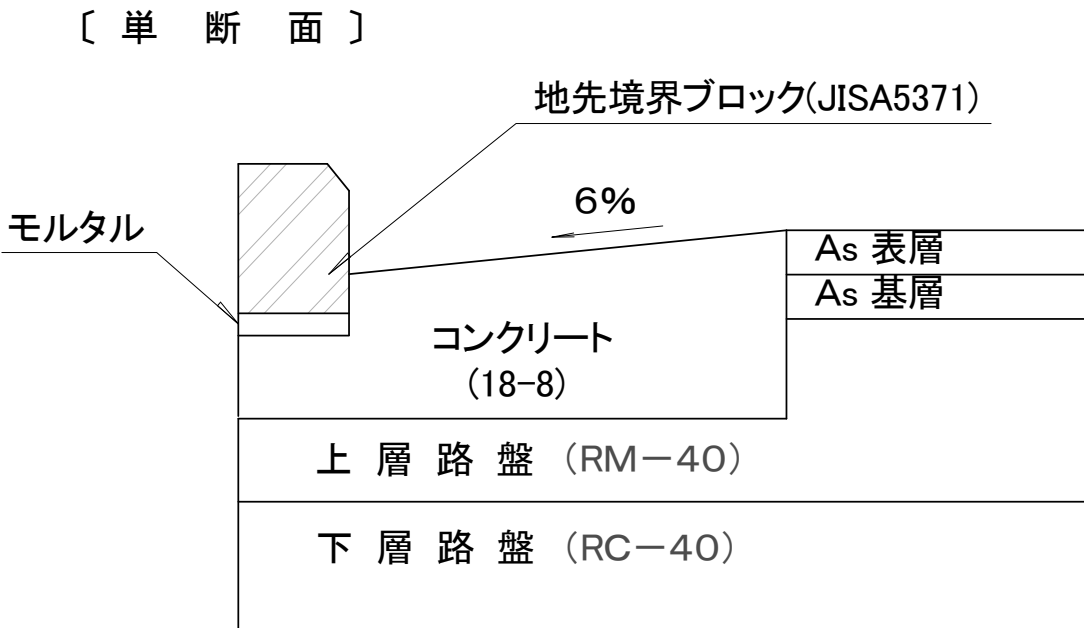 〔 単 断 面 〕
地先境界ブロック(JISA5371)
6%
モルタル
As 表層
As 基層
コンクリート
(18-8)
上 層 路 盤 (RM-40)
下 層 路 盤 (RC-40)